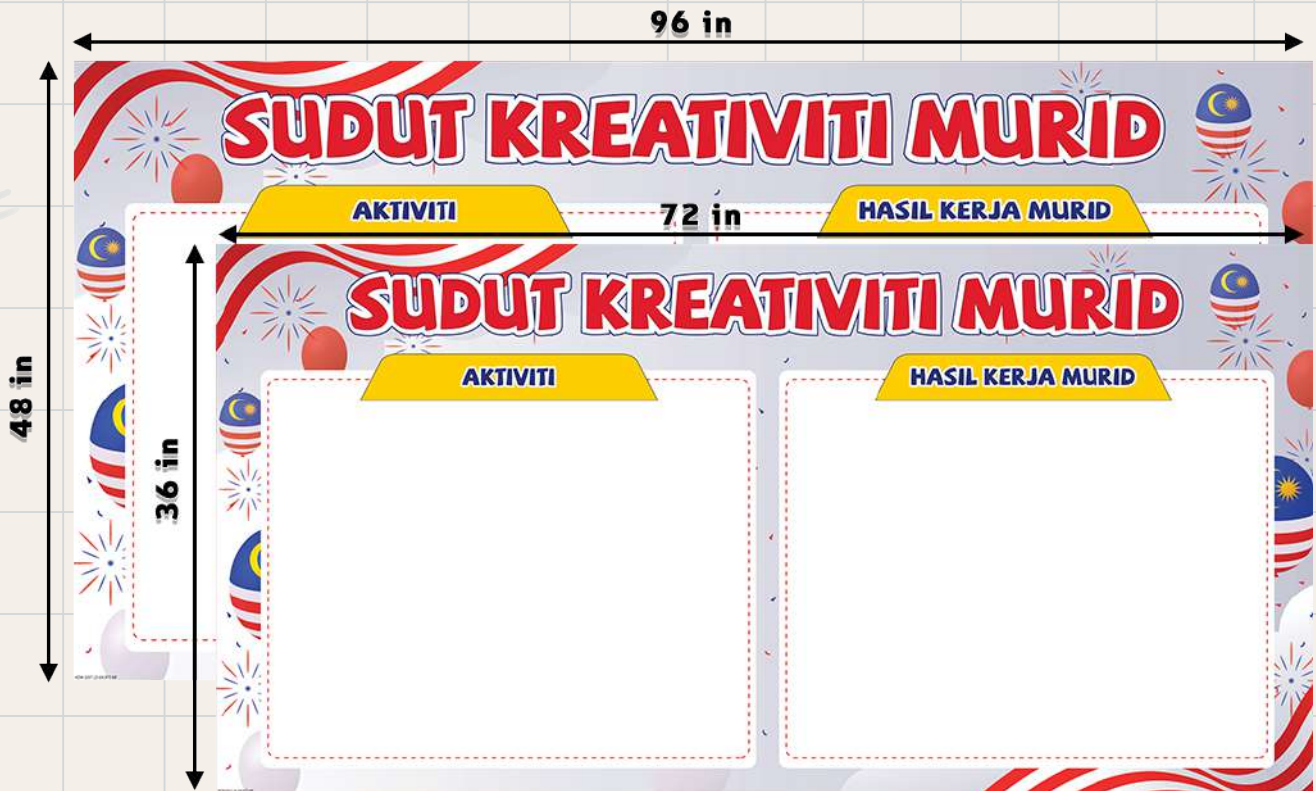 96 in
SUDUT KREATIVITI MURID
AKTIVITI
HASIL KERJA MURID
48 in
72 in
SUDUT KREATIVITI MURID
AKTIVITI
HASIL KERJA MURID
36 in